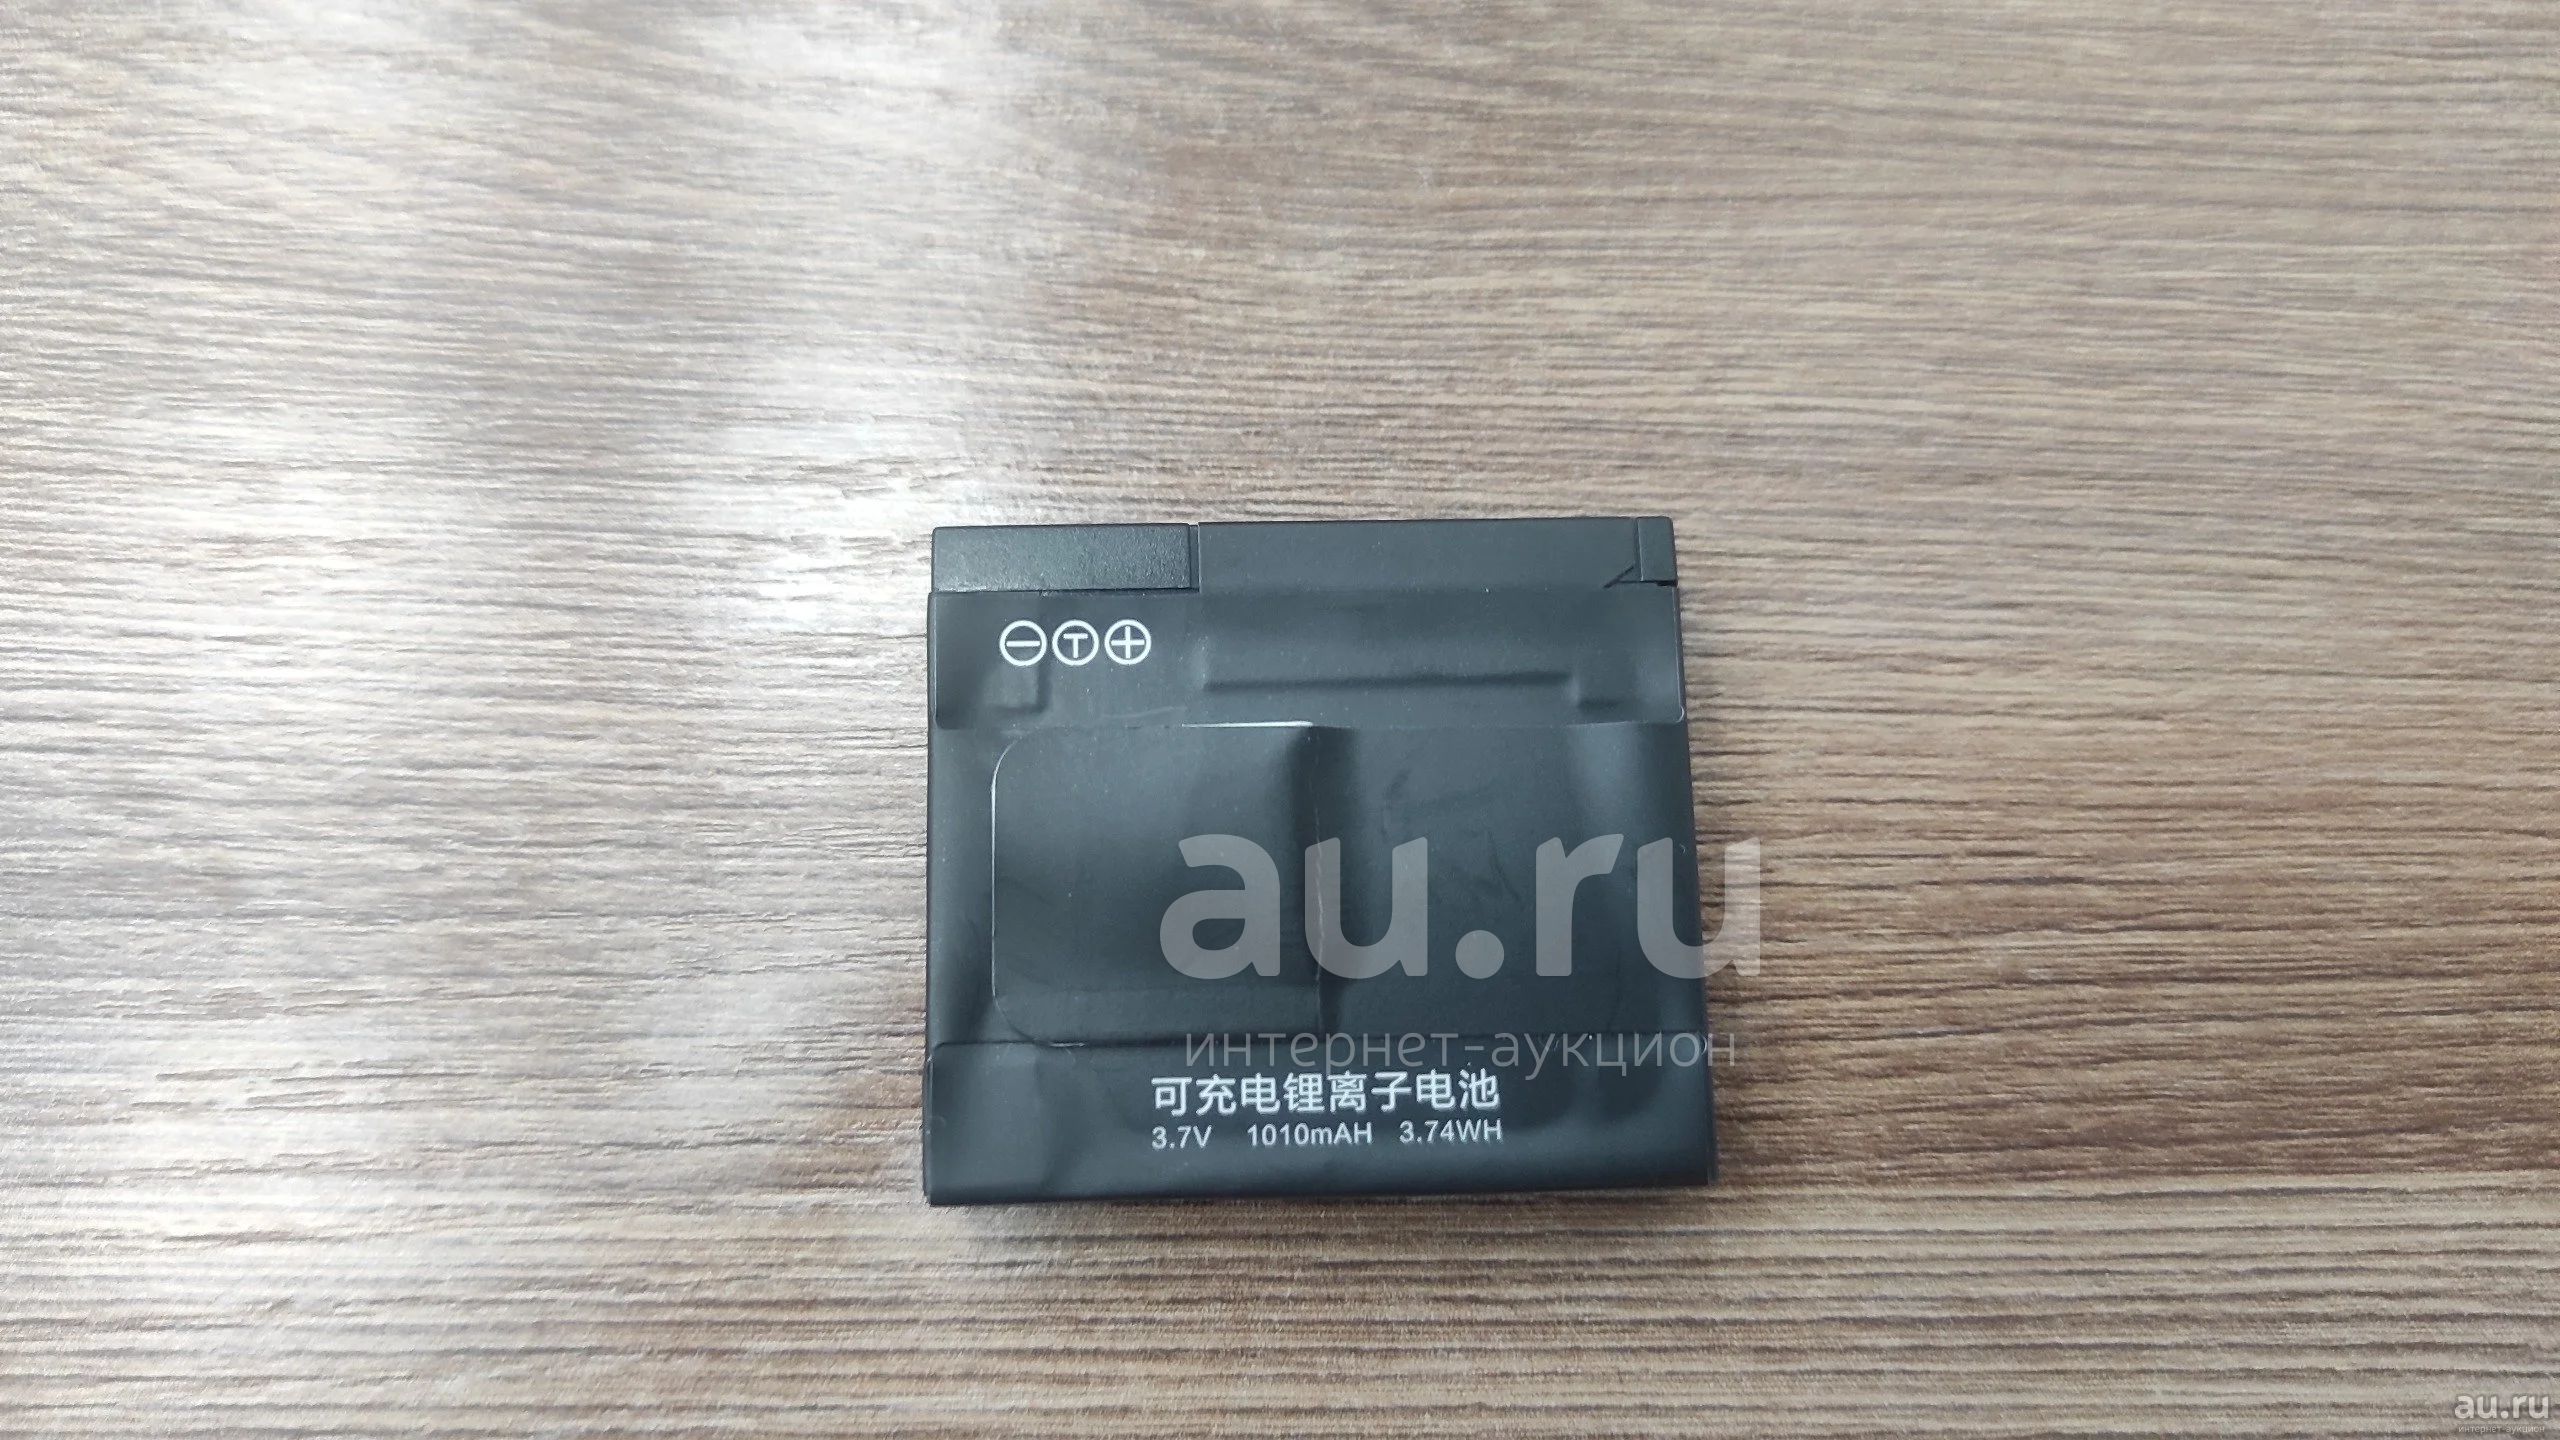 T
au.ru
интернет-аукцион
可充电锂离子电池
3.7V 1010mAH 3.74WH
au.ru
интернет-аукцион